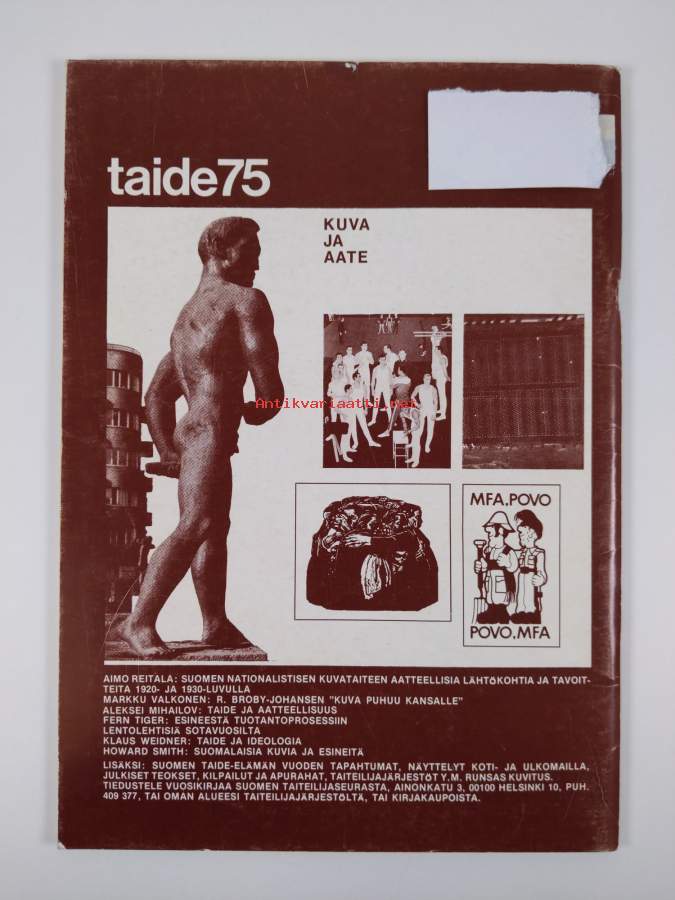 taide75
KUVA
JA
AATE
Antikvariaatti.net
MFA.POVO
POVO.MFA
AIMO REITALA: SUOMEN NATIONALISTISEN KUVATAITEEN AATTEELLISIA LÄHTÖKOHTIA JA TAVOIT-
TEITA 1920- JA 1930-LUVULLA
MARKKU VALKONEN: R. BROBY-JOHANSEN "KUVA PUHUU KANSALLE"
ALEKSEI MIHAILOV: TAIDE JA AATTEELLISUUS
FERN TIGER: ESINEESTÄ TUOTANTOPROSESSIIN
LENTOLEHTISIÄ SOTAVUOSILTA
KLAUS WEIDNER: TAIDE JA IDEOLOGIA
HOWARD SMITH: SUOMALAISIA KUVIA JA ESINEITÄ
LISÄKSI: SUOMEN TAIDE-ELÄMÄN VUODEN TAPAHTUMAT, NÄYTTELYT KOTI- JA ULKOMAILLA,
JULKISET TEOKSET, KILPAILUT JA APURAHAT, TAITEILIJAJÄRJESTÖT Y.M. RUNSAS KUVITUS.
TIEDUSTELE VUOSIKIRJAA SUOMEN TAITEILIJASEURASTA, AINONKATU 3, 00100 HELSINKI 10, PUH.
409 377, TAI OMAN ALUEESI TAITEILIJAJÄRJESTÖLTÄ, TAI KIRJAKAUPOISTA.